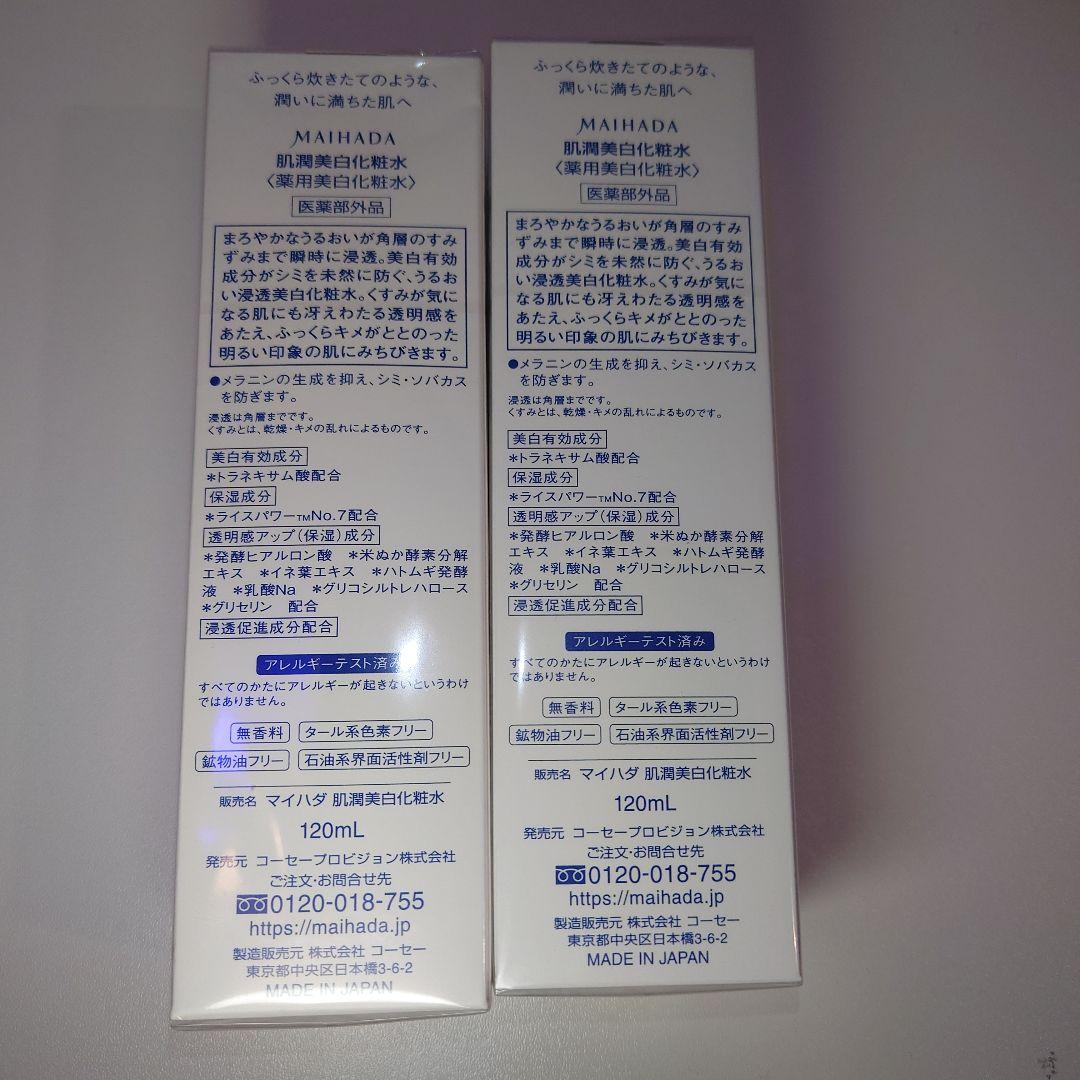 ふっくら炊きたてのような、
潤いに満ちた肌へ
MAIHADA
肌潤美白化粧水
〈薬用美白化粧水〉
医薬部外品
まろやかなうるおいが角層のすみ
ずみまで瞬時に浸透。美白有効
成分がシミを未然に防ぐ、うるお
い浸透美白化粧水。くすみが気に
なる肌にも冴えわたる透明感を
あたえ、ふっくらキメがととのった
明るい印象の肌にみちびきます。
●メラニンの生成を抑え、シミ・ソバカス
を防ぎます。
浸透は角層までです。
くすみとは、乾燥・キメの乱れによるものです。
美白有効成分
*トラネキサム酸配合
保湿成分
*ライスパワー™No.7配合
透明感アップ(保湿)成分
*発酵ヒアルロン酸 *米ぬか酵素分解
エキス *イネ葉エキス *ハトムギ発酵
液 *乳酸Na *グリコシルトレハロース
*グリセリン 配合
浸透促進成分配合
アレルギーテスト済み
すべてのかたにアレルギーが起きないというわけ
ではありません。
無香料 タール系色素フリー
鉱物油フリー 石油系界面活性剤フリー
販売名 マイハダ 肌潤美白化粧水
120mL
発売元 コーセープロビジョン株式会社
ご注文・お問合せ先
0120-018-755
https://maihada.jp
製造販売元 株式会社 コーセー
東京都中央区日本橋3-6-2
MADE IN JAPAN
ふっくら炊きたてのような、
潤いに満ちた肌へ
MAIHADA
肌潤美白化粧水
〈薬用美白化粧水〉
医薬部外品
まろやかなうるおいが角層のすみ
ずみまで瞬時に浸透。美白有効
成分がシミを未然に防ぐ、うるお
い浸透美白化粧水。くすみが気に
なる肌にも冴えわたる透明感を
あたえ、ふっくらキメがととのった
明るい印象の肌にみちびきます。
●メラニンの生成を抑え、シミ・ソバカス
を防ぎます。
浸透は角層までです。
くすみとは、乾燥・キメの乱れによるものです。
美白有効成分
*トラネキサム酸配合
保湿成分
*ライスパワー™No.7配合
透明感アップ(保湿)成分
*発酵ヒアルロン酸 *米ぬか酵素分解
エキス *イネ葉エキス *ハトムギ発酵
液 *乳酸Na *グリコシルトレハロース
*グリセリン 配合
浸透促進成分配合
アレルギーテスト済み
すべてのかたにアレルギーが起きないというわけ
ではありません。
無香料 タール系色素フリー
鉱物油フリー 石油系界面活性剤フリー
販売名 マイハダ 肌潤美白化粧水
120mL
発売元 コーセープロビジョン株式会社
ご注文・お問合せ先
0120-018-755
https://maihada.jp
製造販売元 株式会社 コーセー
東京都中央区日本橋3-6-2
MADE IN JAPAN